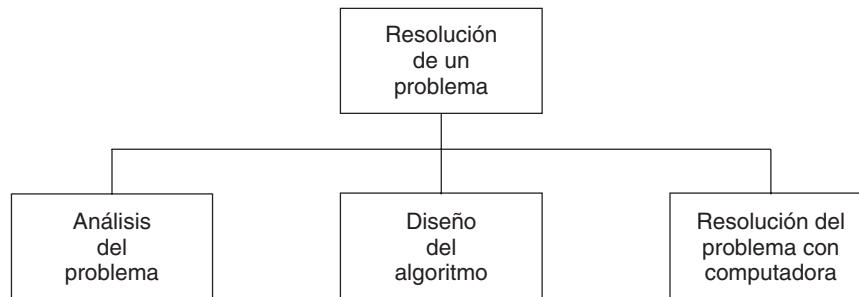 Resolución
de un
problema
Análisis
del
problema
Diseño
del
algoritmo
Resolución del
problema con
computadora